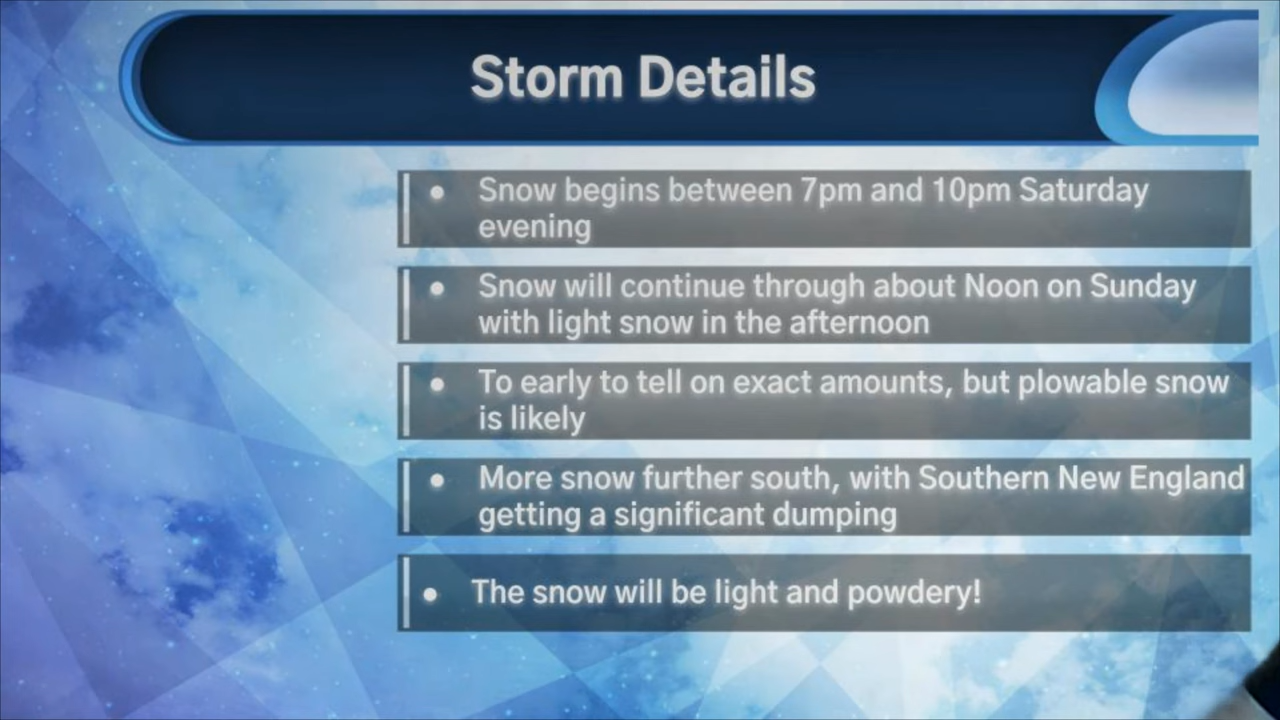 Storm Details
• Snow begins between 7pm and 10pm Saturday
evening
• Snow will continue through about Noon on Sunday
with light snow in the afternoon
• To early to tell on exact amounts, but plowable snow
is likely
• More snow further south, with Southern New England
getting a significant dumping
• The snow will be light and powdery!